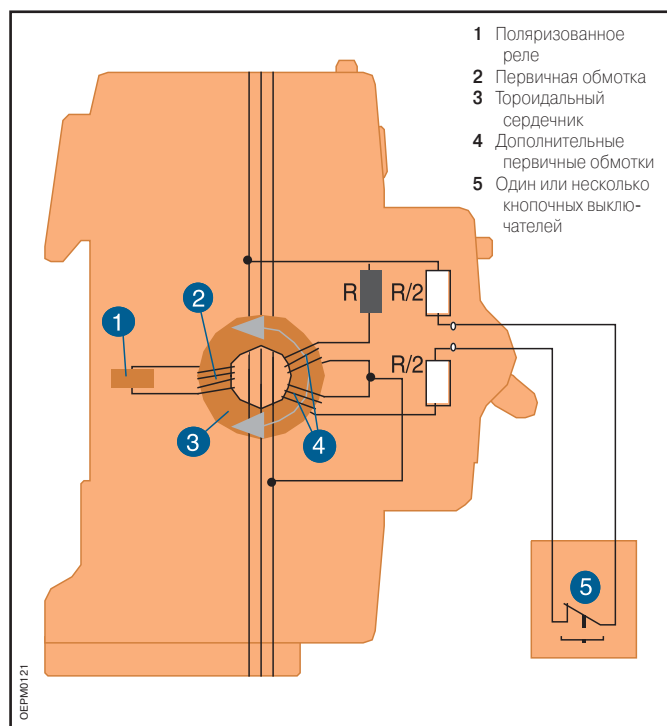 1 Поляризованное
реле
2 Первичная обмотка
3 Тороидальный
сердечник
4 Дополнительные
первичные обмотки
5 Один или несколько
кнопочных выклю-
чателей
R R/2
R/2
2
1
3
4
5
OEPM0121